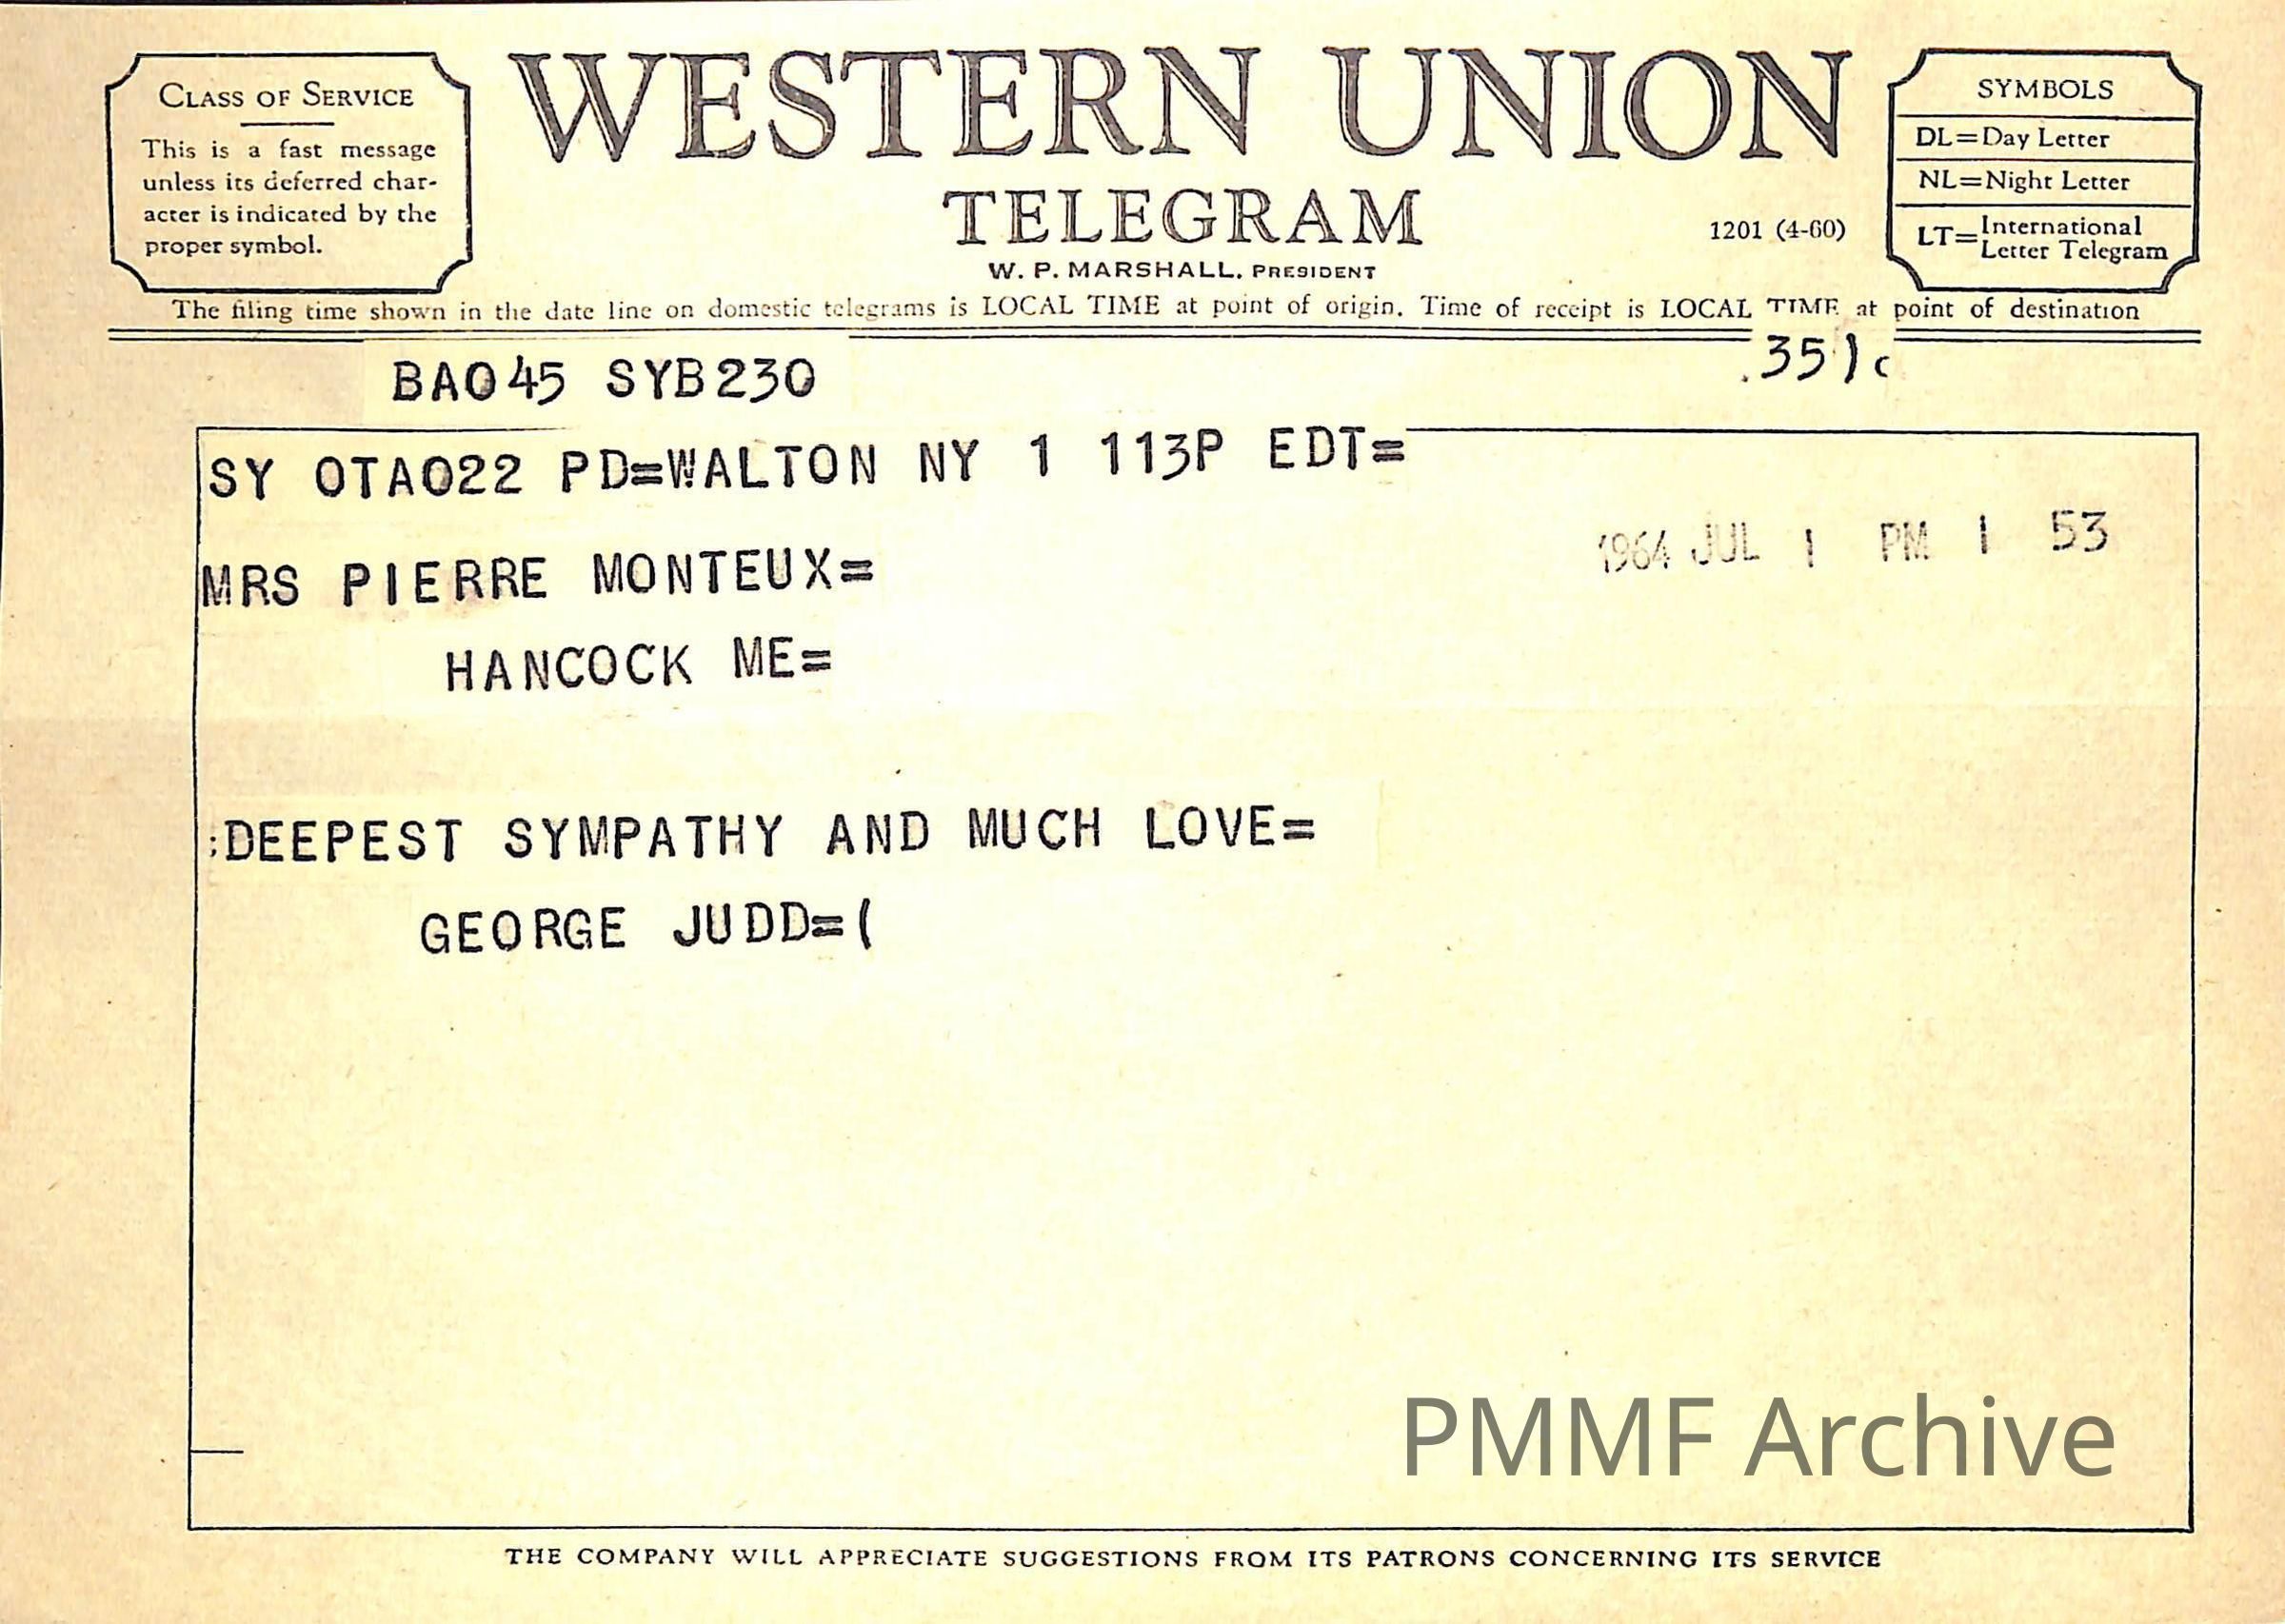 CLASS OF SERVICE
This is a fast message
unless its deferred char-
acter is indicated by the
proper symbol.
WESTERN UNION
TELEGRAM
W. P. MARSHALL, PRESIDENT
1201 (4-60)
SYMBOLS
DL=Day Letter
NL=Night Letter
LT=International Letter Telegram
The filing time shown in the date line on domestic telegrams is LOCAL TIME at point of origin. Time of receipt is LOCAL TIME at point of destination
BA045 SYB230
SY OTA022 PD=WALTON NY 1 113P EDT=
1964 JUL 1 PM 1 53
MRS PIERRE MONTEUX=
HANCOCK ME=
:DEEPEST SYMPATHY AND MUCH LOVE=
GEORGE JUDD=(
PMMF Archive
THE COMPANY WILL APPRECIATE SUGGESTIONS FROM ITS PATRONS CONCERNING ITS SERVICE